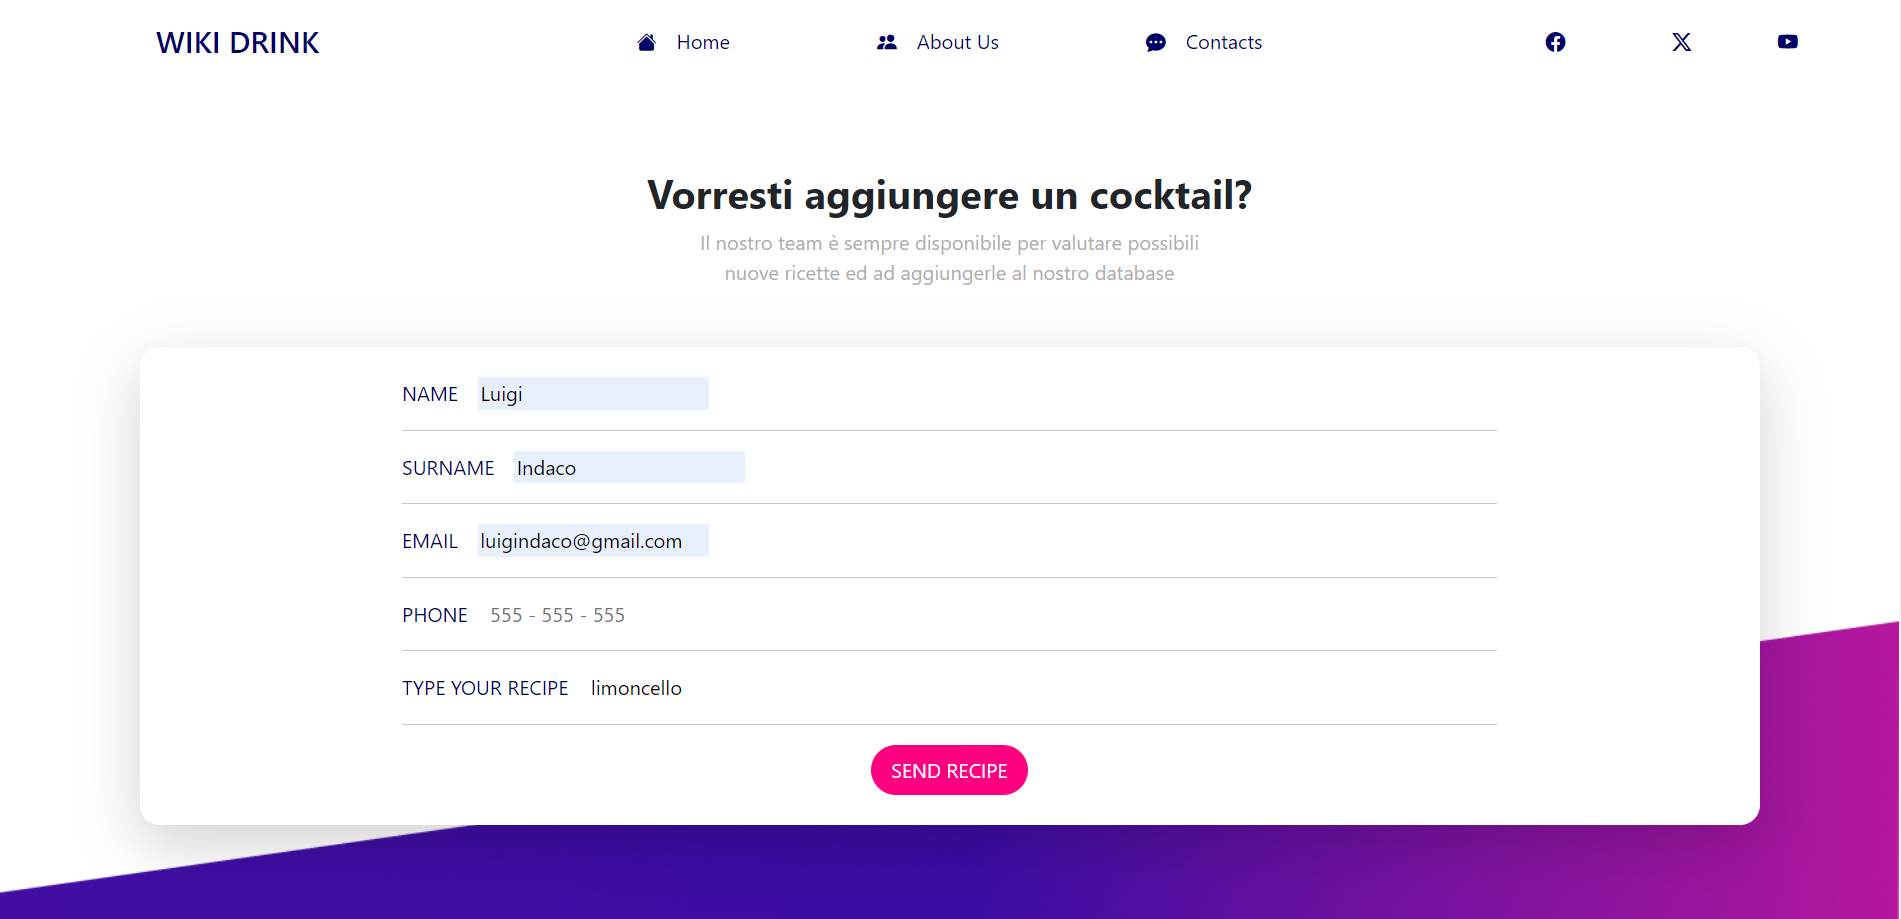 WIKI DRINK
Home
About Us
Contacts
Vorresti aggiungere un cocktail?
Il nostro team è sempre disponibile per valutare possibili
nuove ricette ed ad aggiungerle al nostro database
NAME Luigi
SURNAME Indaco
EMAIL luigindaco@gmail.com
PHONE 555 - 555 - 555
TYPE YOUR RECIPE limoncello
SEND RECIPE